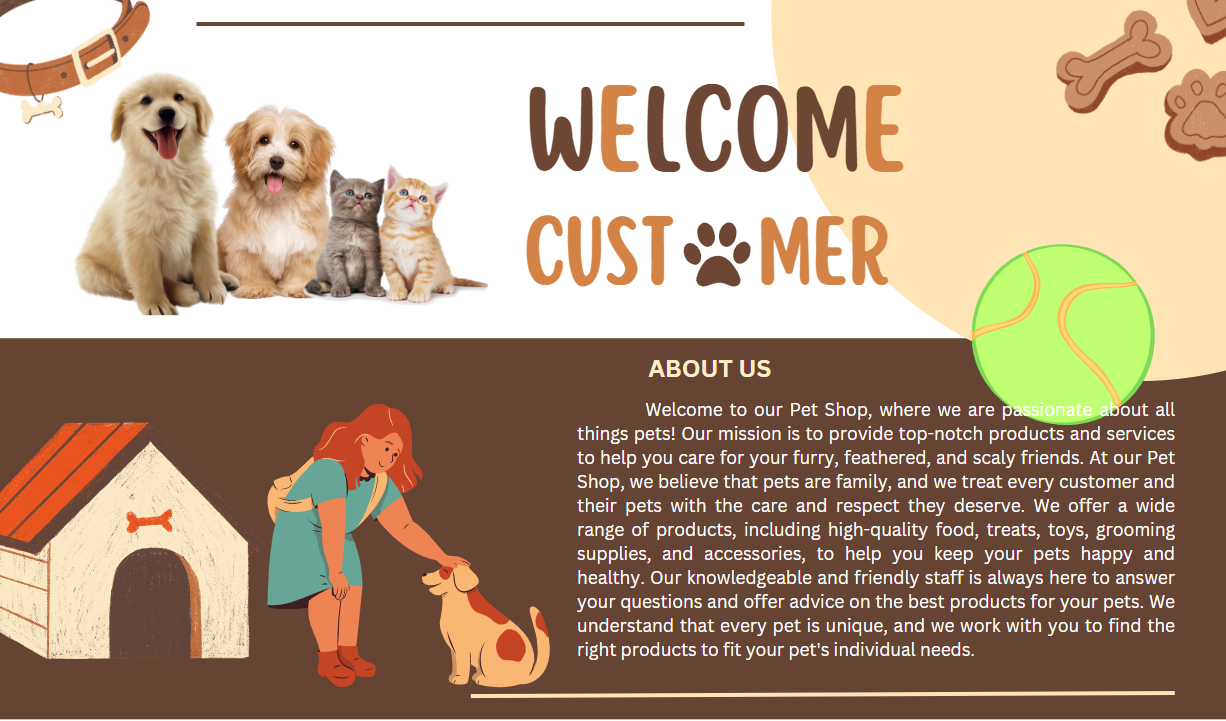 WELCOME
CUST MER
ABOUT US
Welcome to our Pet Shop, where we are passionate about all
things pets! Our mission is to provide top-notch products and services
to help you care for your furry, feathered, and scaly friends. At our Pet
Shop, we believe that pets are family, and we treat every customer and
their pets with the care and respect they deserve. We offer a wide
range of products, including high-quality food, treats, toys, grooming
supplies, and accessories, to help you keep your pets happy and
healthy. Our knowledgeable and friendly staff is always here to answer
your questions and offer advice on the best products for your pets. We
understand that every pet is unique, and we work with you to find the
right products to fit your pet's individual needs.